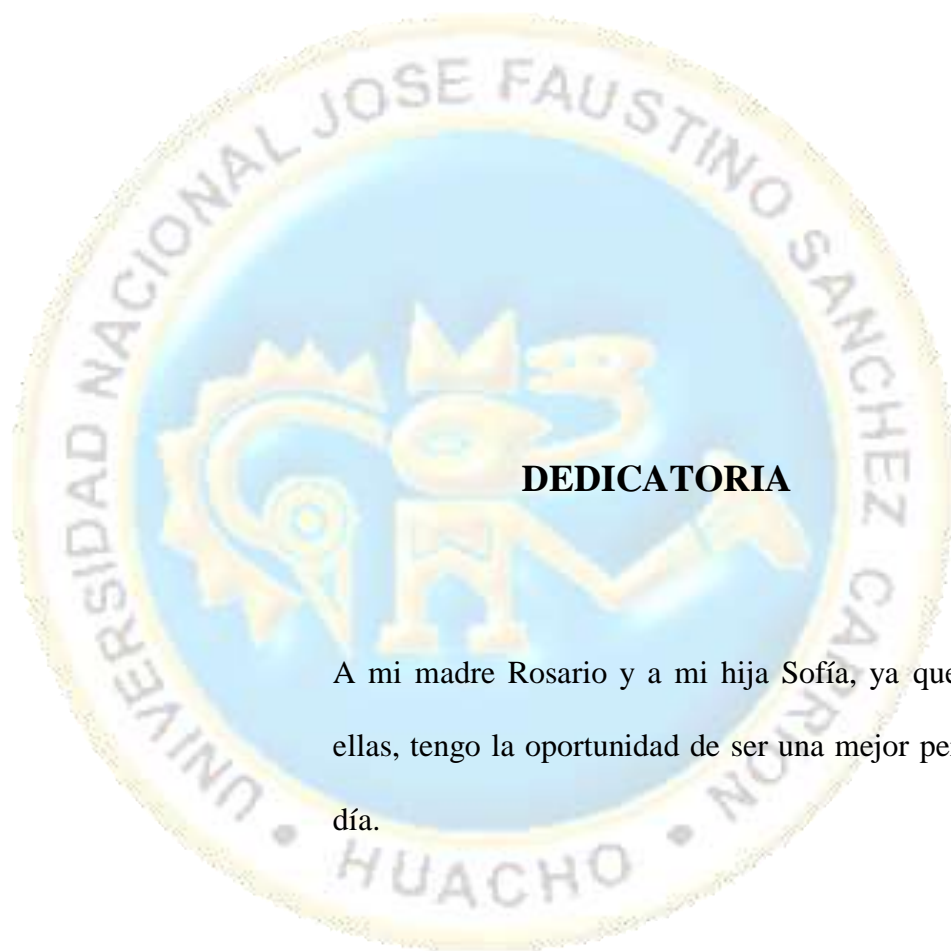 UNIVERSIDAD NACIONAL JOSE FAUSTINO SANCHEZ CARRION
• HUACHO •
DEDICATORIA
A mi madre Rosario y a mi hija Sofía, ya que
ellas, tengo la oportunidad de ser una mejor
día.